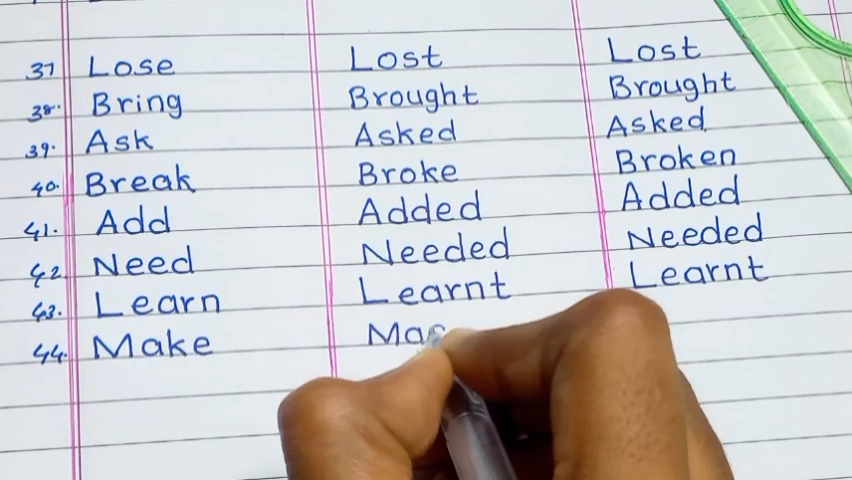 37 Lose Lost Lost
38. Bring Brought Brought
39. Ask Asked Asked
40. Break Broke Broken
41. Add Added Added
42 Need Needed Needed
43. Learn Learnt Learnt
44. Make